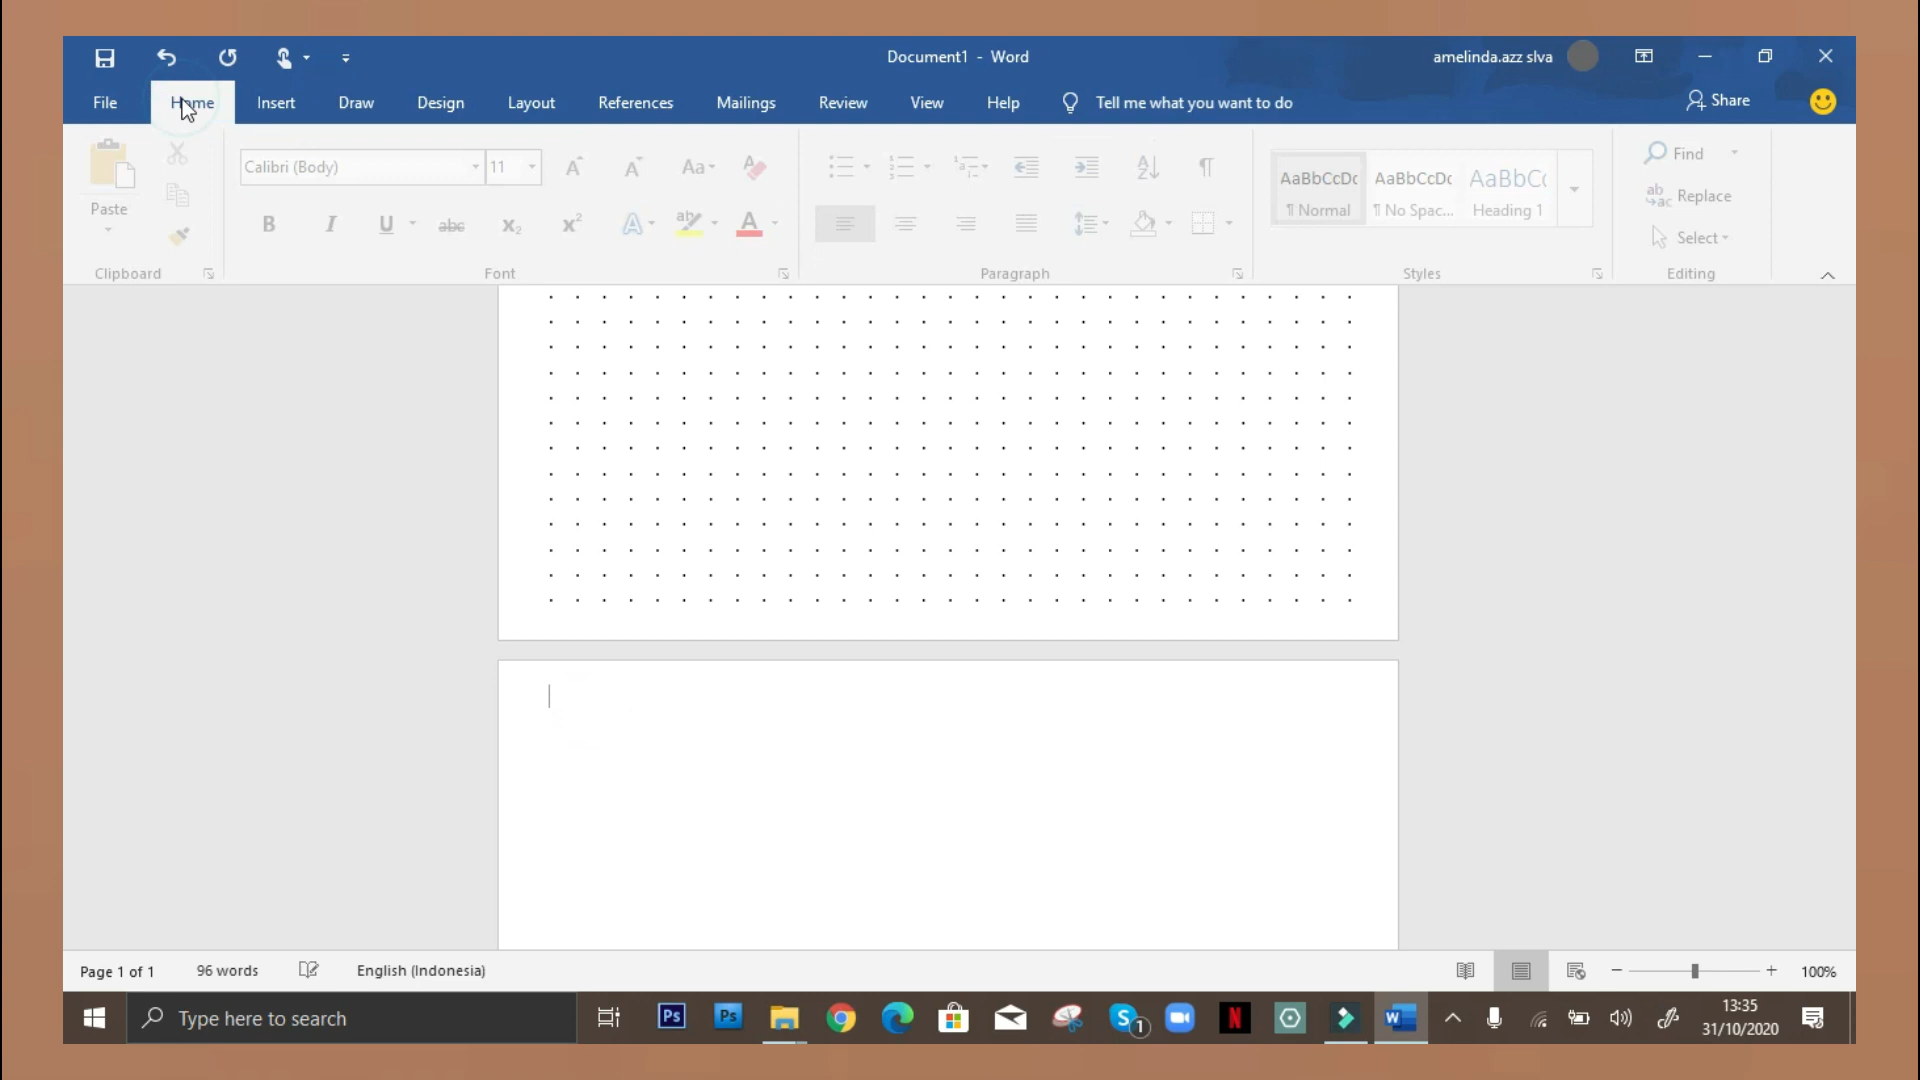 Document1 - Word
amelinda.azz slva
File Home Insert Draw Design Layout References Mailings Review View Help Tell me what you want to do Share
Paste
Clipboard
Calibri (Body) 11
Aa
B I U abc x₂ x² A ab A
Font
Paragraph
AaBbCcDc AaBbCcDc AaBbC(
¶ Normal ¶ No Spac... Heading 1
Styles
Find
Replace
Select
Editing
Page 1 of 1 96 words English (Indonesia) 100%
Type here to search
Ps Ps S 1 N W
13:35
31/10/2020